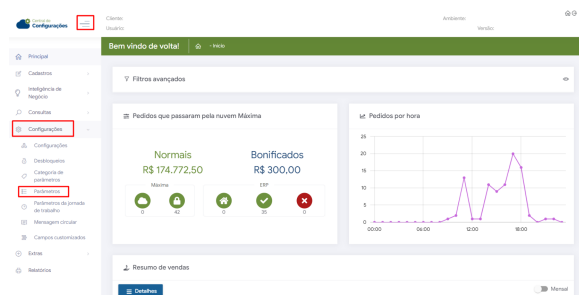 Central de
Configurações
Cliente:
Usuário:
Ambiente:
Versão:
Bem vindo de volta!
- Início
Principal
Cadastros
Inteligência de
Negócio
Consultas
Configurações
Configurações
Desbloqueios
Categoria de
parâmetros
Parâmetros
Parâmetros da jornada
de trabalho
Mensagem circular
Campos customizados
Extras
Relatórios
Filtros avançados
Pedidos que passaram pela nuvem Máxima
Normais
R$ 174.772,50
Bonificados
R$ 300,00
Máxima
ERP
0
42
0
35
0
Pedidos por hora
25
20
15
10
5
0
00:00
06:00
12:00
18:00
Resumo de vendas
Detalhes
Mensal